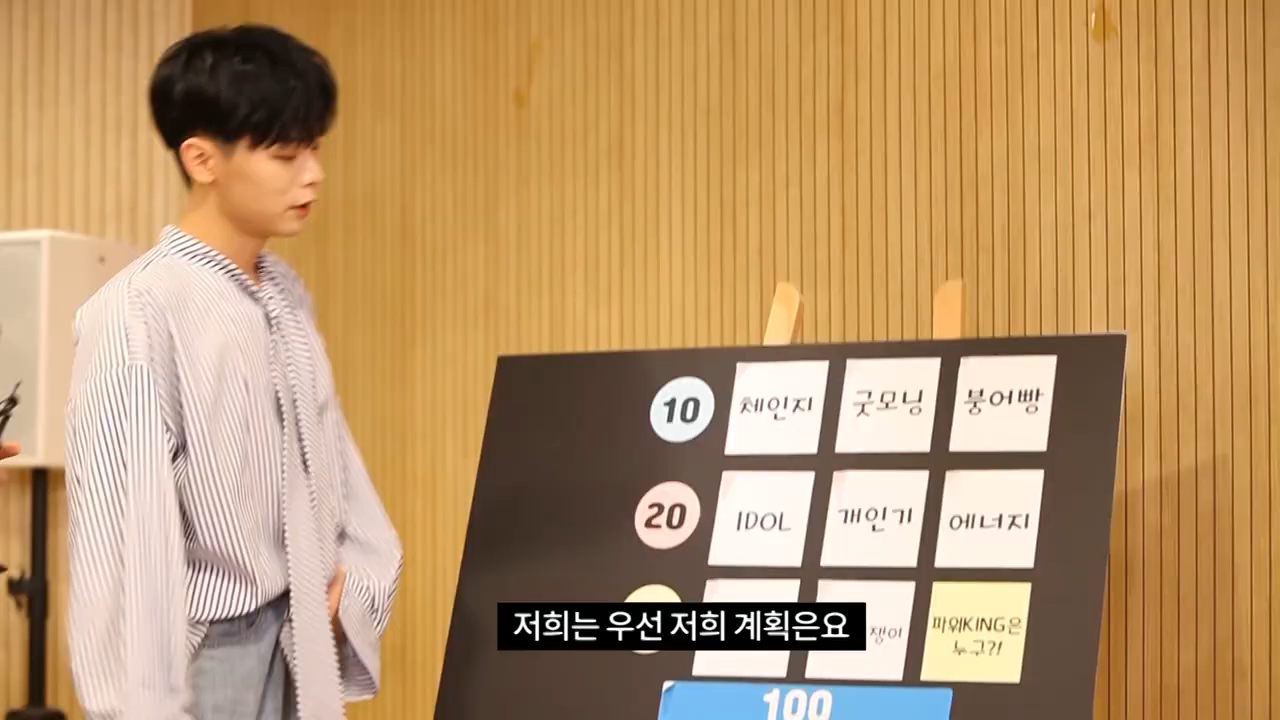 10 체인지 굿모닝 붕어빵
20 IDOL 개인기 에너지
쟁이 파워KING은
누구?!
저희는 우선 저희 계획은요
100